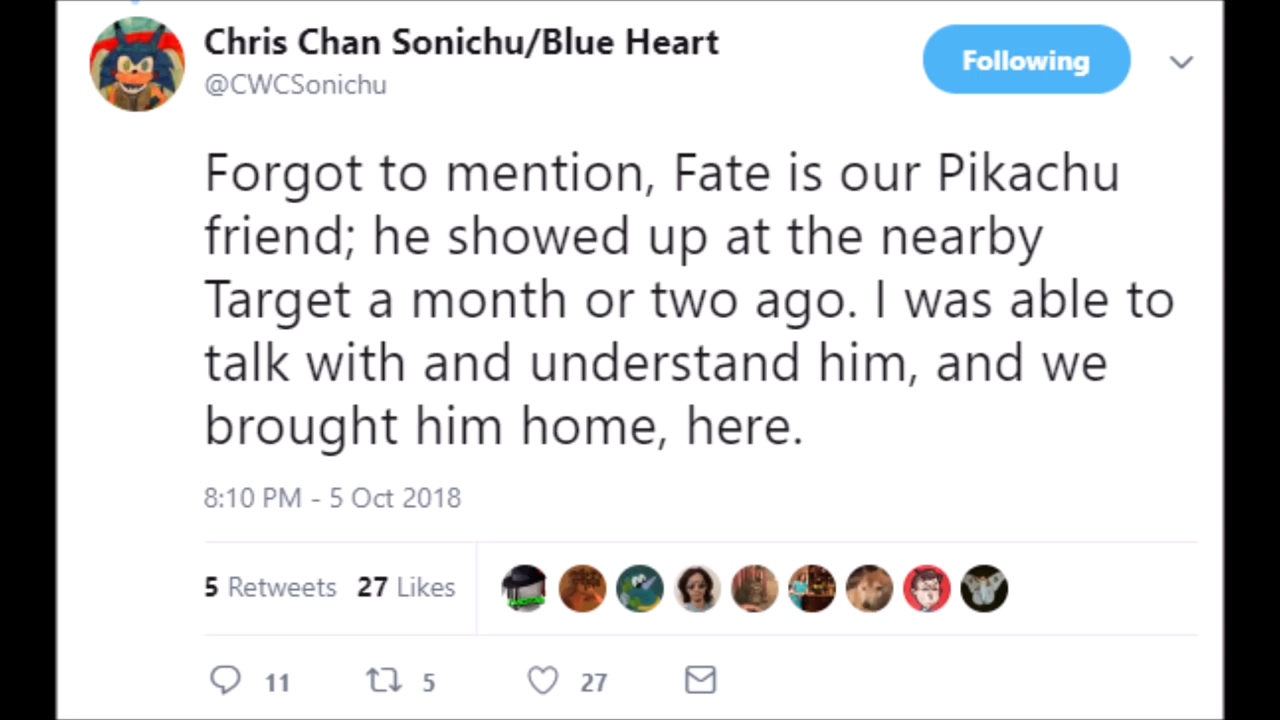 Chris Chan Sonichu/Blue Heart
@CWCSonichu
Following
Forgot to mention, Fate is our Pikachu
friend; he showed up at the nearby
Target a month or two ago. I was able to
talk with and understand him, and we
brought him home, here.
8:10 PM - 5 Oct 2018
5 Retweets 27 Likes
11 5 27